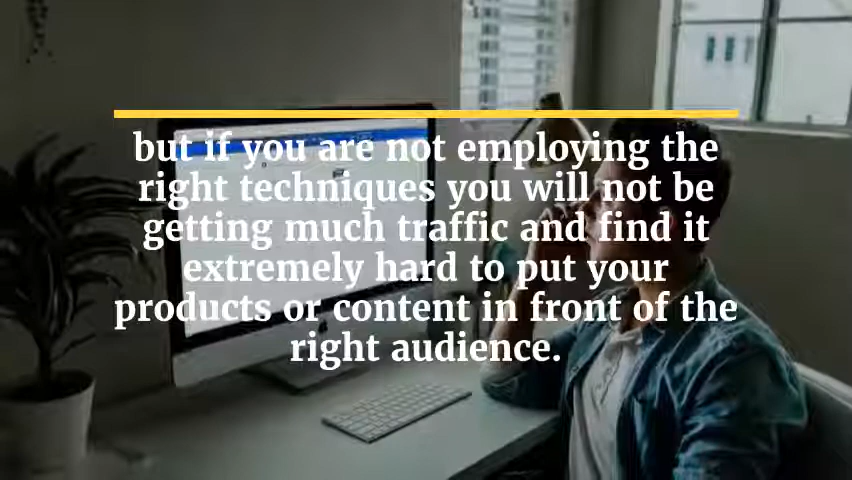 but if you are not employing the
right techniques you will not be
getting much traffic and find it
extremely hard to put your
products or content in front of the
right audience.